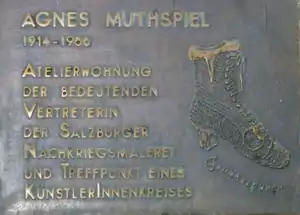 AGNES MUTHSPIEL
1914-1966
ATELIERWOHNUNG
DER BEDEUTENDEN
VERTRETERIN
DER SALZBURGER
NACHKRIEGSMALEREI
UND TREFFPUNKT EINES
KÜNSTLERINNENKREISES